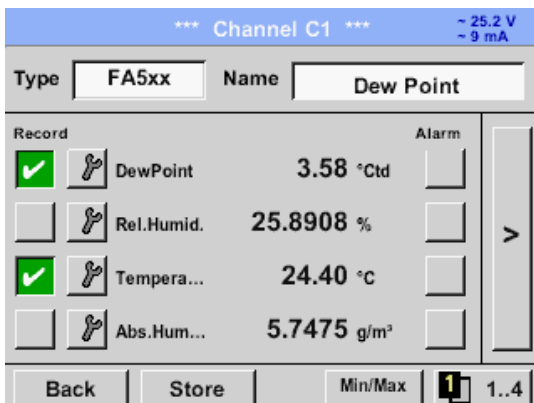 *** Channel C1 ***
~ 25.2 V
~ 9 mA
Type FA5xx Name Dew Point
Record Alarm
DewPoint 3.58 °Ctd
Rel.Humid. 25.8908 %
>
Tempera... 24.40 °C
Abs.Hum... 5.7475 g/m³
Back Store Min/Max 1 1..4